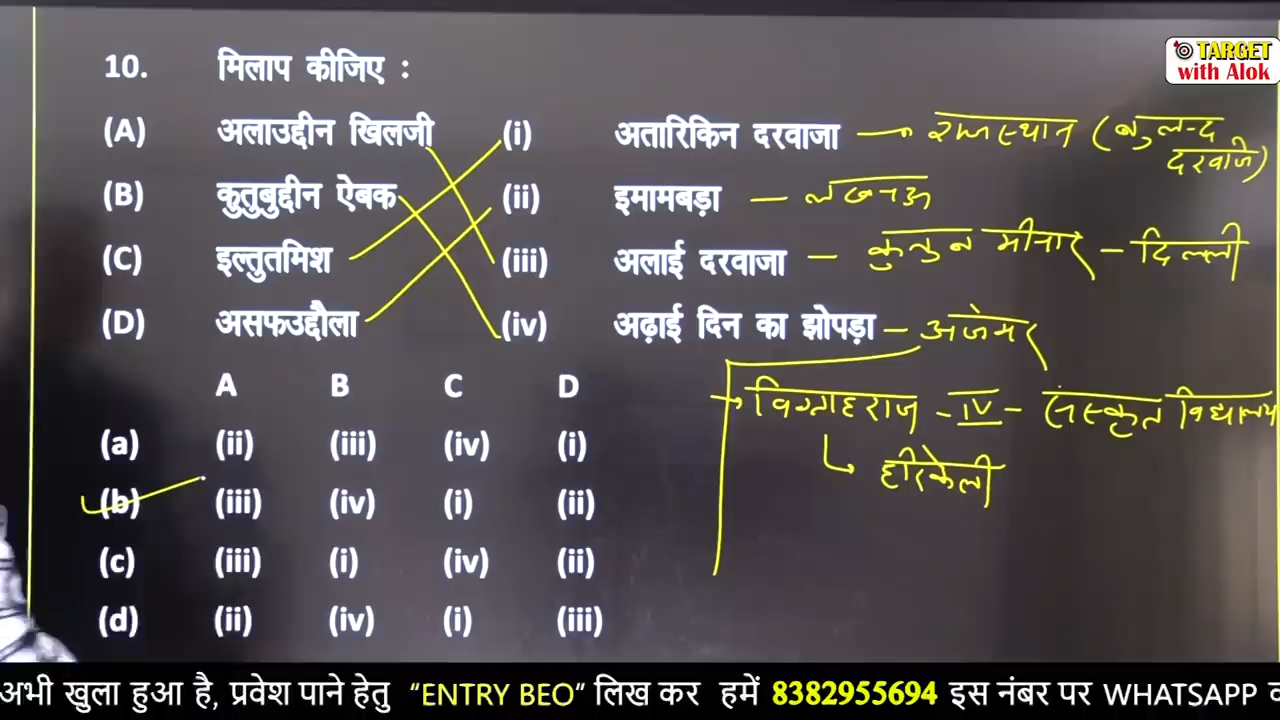 TARGET
with Alok
10. मिलाप कीजिए :
(A) अलाउद्दीन खिलजी (i) अतारिकिन दरवाजा → राजस्थान (बुलन्द दरवाजे)
(B) कुतुबुद्दीन ऐबक (ii) इमामबड़ा - लखनऊ
(C) इल्तुतमिश (iii) अलाई दरवाजा - कुतुब मीनार - दिल्ली
(D) असफउद्दौला (iv) अढ़ाई दिन का झोपड़ा - अजमेर
A B C D
→ विग्रहराज - IV - संस्कृत विद्यालय
(a) (ii) (iii) (iv) (i)
हरिकेली
(b) (iii) (iv) (i) (ii)
(c) (iii) (i) (iv) (ii)
(d) (ii) (iv) (i) (iii)
अभी खुला हुआ है, प्रवेश पाने हेतु “ENTRY BEO” लिख कर हमें 8382955694 इस नंबर पर WHATSAPP